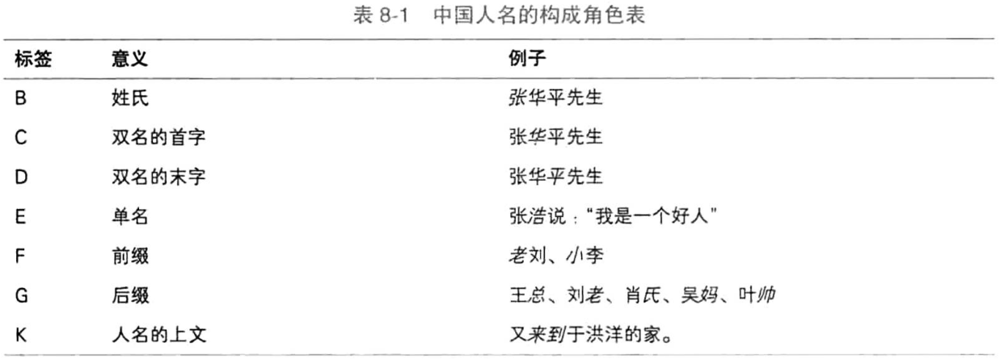 表 8-1 中国人名的构成角色表
标签 意义 例子
B 姓氏 张华平先生
C 双名的首字 张华平先生
D 双名的末字 张华平先生
E 单名 张浩说:“我是一个好人”
F 前缀 老刘、小李
G 后缀 王总、刘老、肖氏、吴妈、叶帅
K 人名的上文 又来到于洪洋的家。